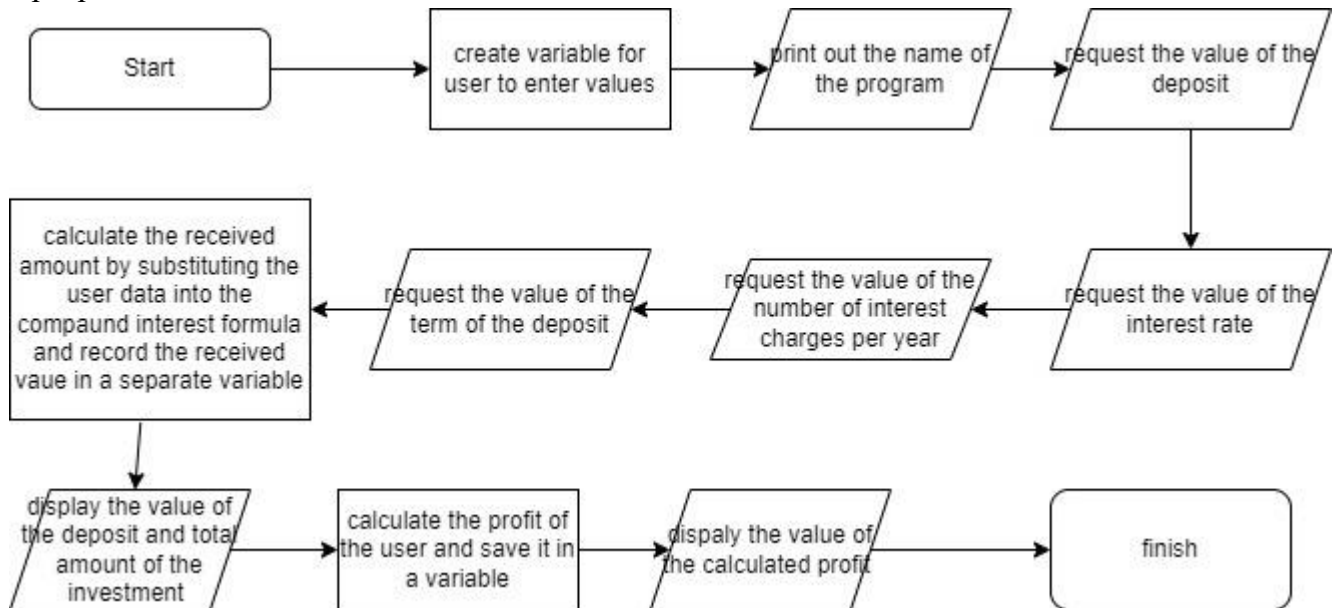 Start
create variable for
user to enter values
print out the name of
the program
request the value of the
deposit
request the value of the
interest rate
request the value of the
number of interest
charges per year
request the value of the
term of the deposit
calculate the received
amount by substituting the
user data into the
compaund interest formula
and record the received
vaue in a separate variable
display the value of
the deposit and total
amount of the
investment
calculate the profit of
the user and save it in
a variable
dispaly the value of
the calculated profit
finish